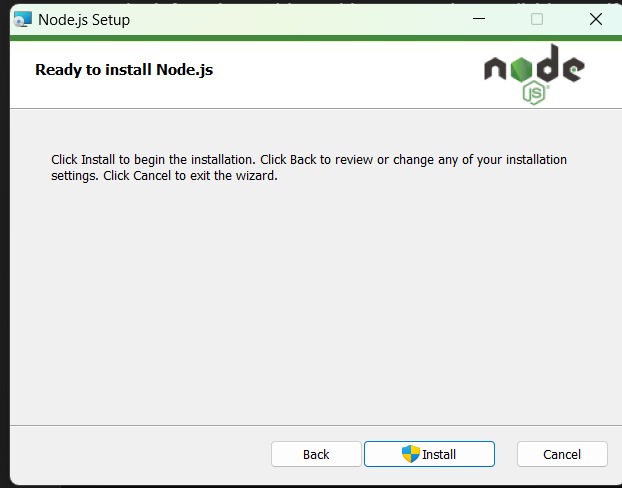 Node.js Setup
Ready to install Node.js
node
JS
Click Install to begin the installation. Click Back to review or change any of your installation
settings. Click Cancel to exit the wizard.
Back
Install
Cancel